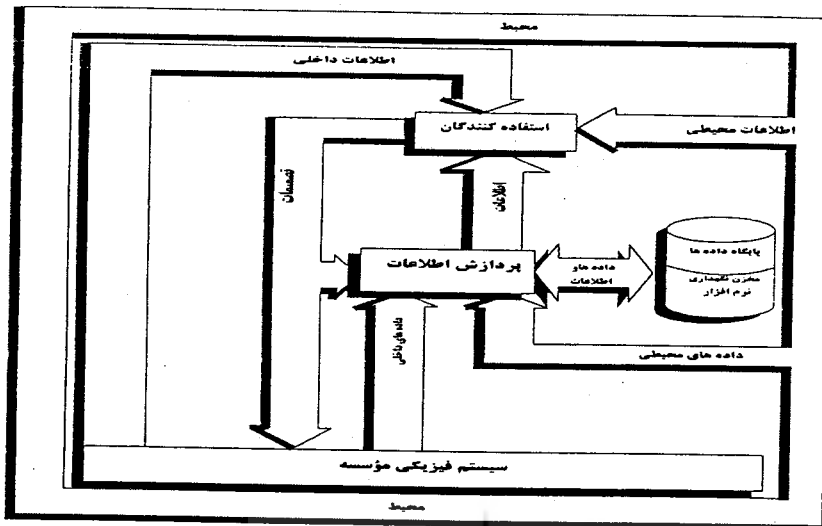 محیط
اطلاعات داخلی
استفاده کنندگان
اطلاعات محیطی
تصمیمات
اطلاعات
پردازش اطلاعات
داده ها و
اطلاعات
پایگاه داده ها
مخزن نگهداری
نرم افزار
داده های داخلی
داده های محیطی
سیستم فیزیکی مؤسسه
محیط